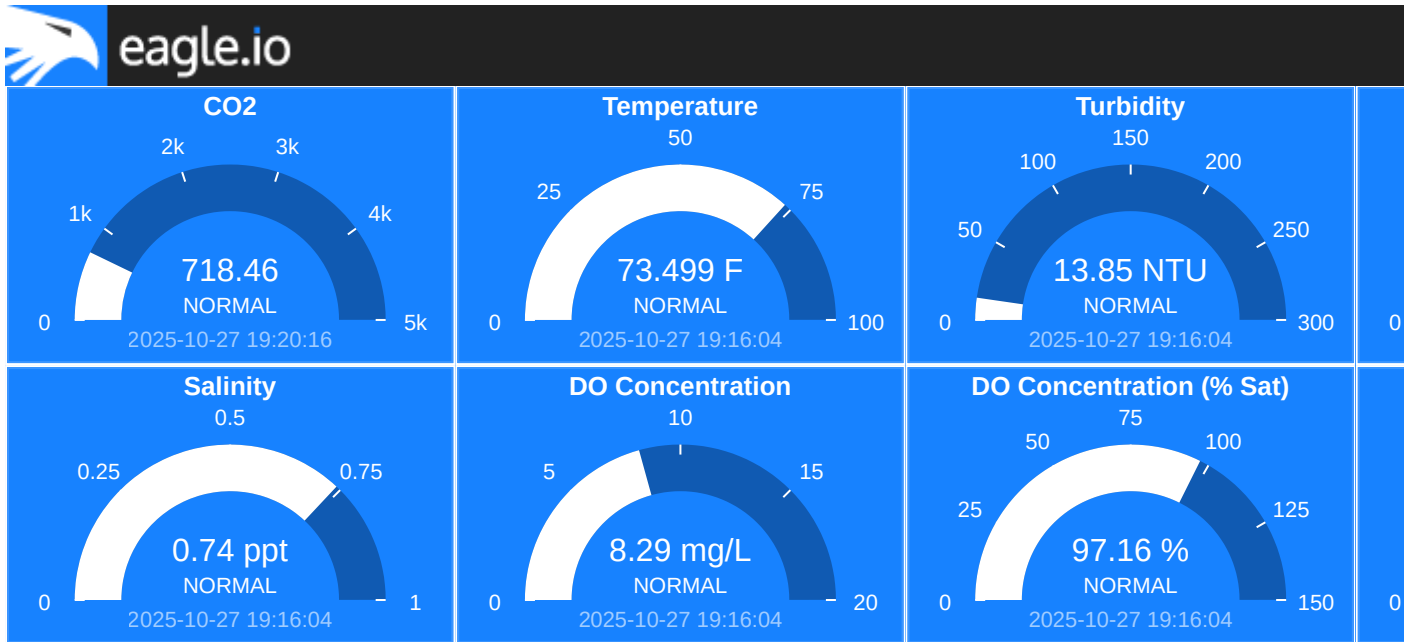 eagle.io
CO2
0
1k
2k
3k
4k
5k
718.46
NORMAL
2025-10-27 19:20:16
Temperature
0
25
50
75
100
73.499 F
NORMAL
2025-10-27 19:16:04
Turbidity
0
50
100
150
200
250
300
13.85 NTU
NORMAL
2025-10-27 19:16:04
0
Salinity
0
0.25
0.5
0.75
1
0.74 ppt
NORMAL
2025-10-27 19:16:04
DO Concentration
0
5
10
15
20
8.29 mg/L
NORMAL
2025-10-27 19:16:04
DO Concentration (% Sat)
0
25
50
75
100
125
150
97.16 %
NORMAL
2025-10-27 19:16:04
0